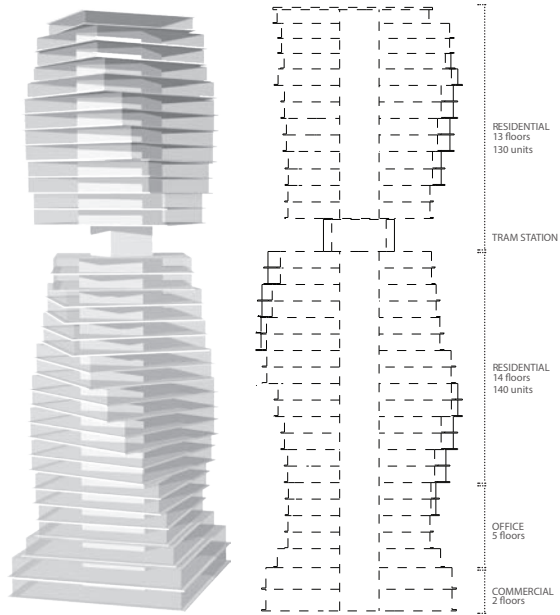 RESIDENTIAL
13 floors
130 units
TRAM STATION
RESIDENTIAL
14 floors
140 units
OFFICE
5 floors
COMMERCIAL
2 floors